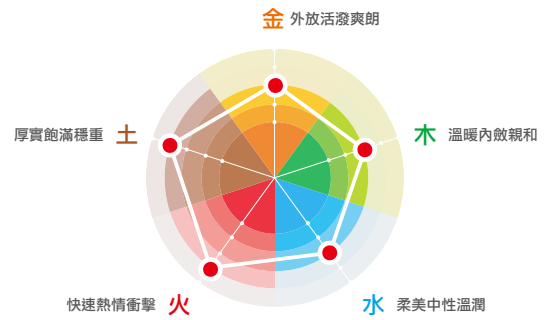 金 外放活潑爽朗
厚實飽滿穩重 土
木 溫暖內斂親和
快速熱情衝擊 火
水 柔美中性溫潤